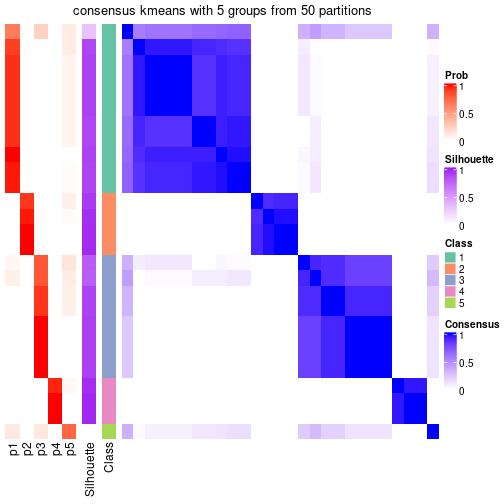 consensus kmeans with 5 groups from 50 partitions
Prob
1
0.5
0
Silhouette
1
0.5
0
Class
1
2
3
4
5
Consensus
1
0.5
0
p1
p2
p3
p4
p5
Silhouette
Class